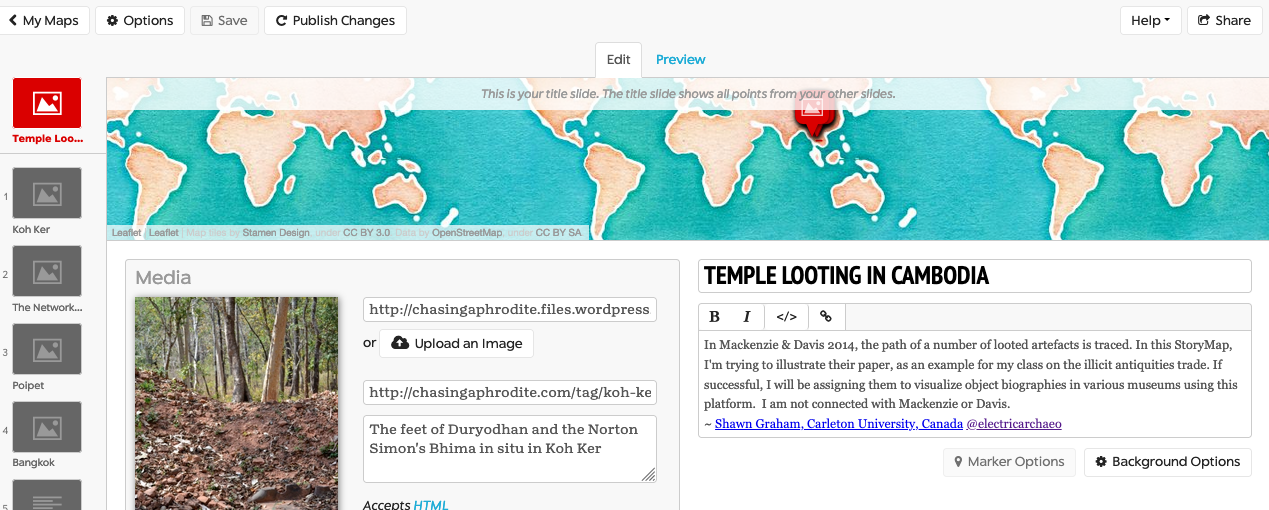 My Maps Options Save Publish Changes Help Share
Edit Preview
This is your title slide. The title slide shows all points from your other slides.
Temple Loo...
1
Koh Ker
2
The Network...
3
Poipet
4
Bangkok
5
Leaflet | Leaflet | Map tiles by Stamen Design, under CC BY 3.0. Data by OpenStreetMap, under CC BY SA.
Media
http://chasingaphrodite.files.wordpress
or Upload an Image
http://chasingaphrodite.com/tag/koh-ke
The feet of Duryodhan and the Norton
Simon's Bhima in situ in Koh Ker
Accepts HTML
TEMPLE LOOTING IN CAMBODIA
B I </>
In Mackenzie & Davis 2014, the path of a number of looted artefacts is traced. In this StoryMap,
I'm trying to illustrate their paper, as an example for my class on the illicit antiquities trade. If
successful, I will be assigning them to visualize object biographies in various museums using this
platform.  I am not connected with Mackenzie or Davis.
~ Shawn Graham, Carleton University, Canada @electricarchaeo
Marker Options Background Options